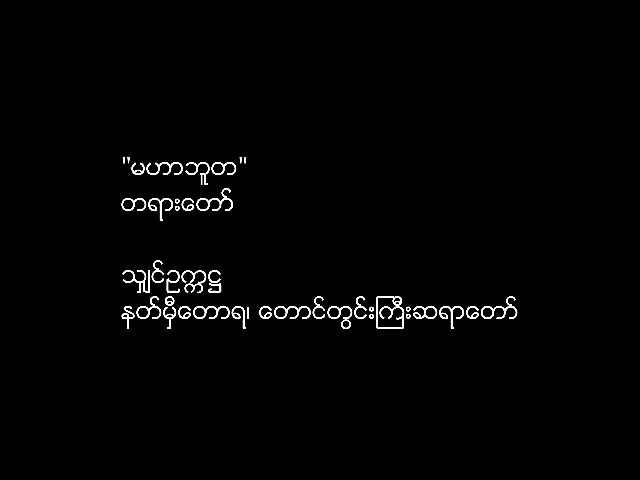 "မဟာဘူတ"
တရားတော်
သျှင်ဥက္ကဋ္ဌ
နတ်မှီတောရ၊ တောင်တွင်းကြီးဆရာတော်